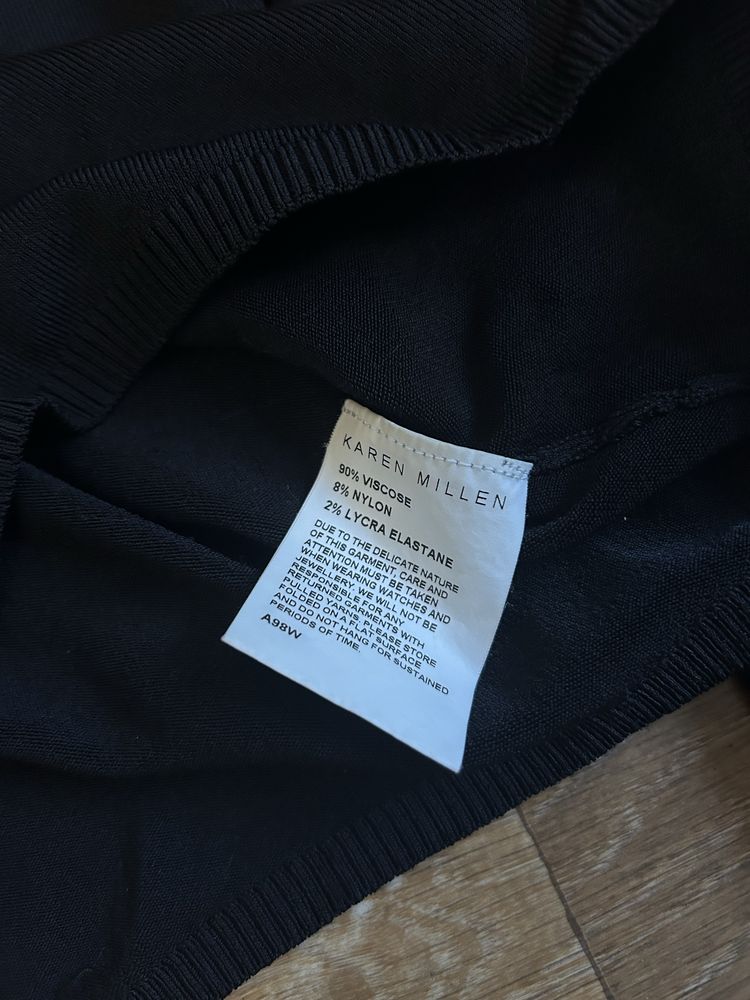 KAREN MILLEN
90% VISCOSE
8% NYLON
2% LYCRA ELASTANE
DUE TO THE DELICATE NATURE
OF THIS GARMENT, CARE AND
ATTENTION MUST BE TAKEN
WHEN WEARING WATCHES AND
JEWELLERY. WE WILL NOT BE
RESPONSIBLE FOR ANY
RETURNED GARMENTS WITH
PULLED YARNS. PLEASE STORE
FOLDED ON A FLAT SURFACE
AND DO NOT HANG FOR SUSTAINED
PERIODS OF TIME.
A98W